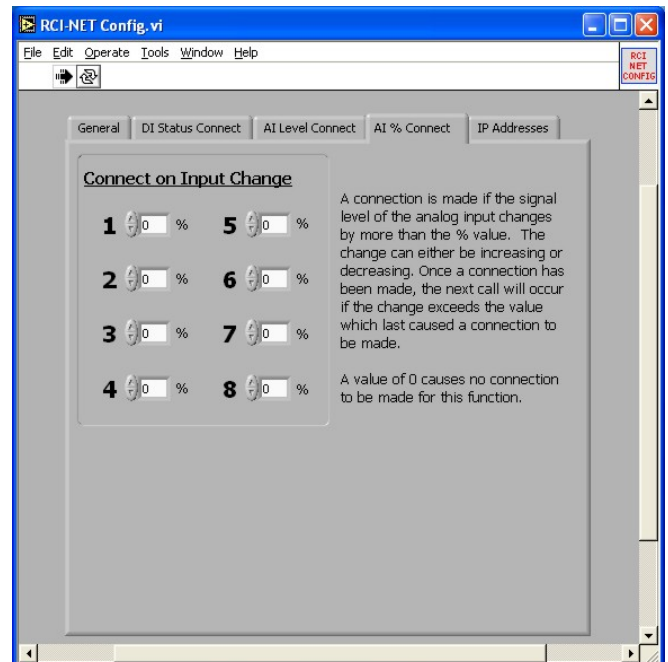 RCI-NET Config.vi
File Edit Operate Tools Window Help
RCI
NET
CONFIG
General DI Status Connect AI Level Connect AI % Connect IP Addresses
Connect on Input Change
1 0 % 5 0 %
2 0 % 6 0 %
3 0 % 7 0 %
4 0 % 8 0 %
A connection is made if the signal
level of the analog input changes
by more than the % value. The
change can either be increasing or
decreasing. Once a connection has
been made, the next call will occur
if the change exceeds the value
which last caused a connection to
be made.
A value of 0 causes no connection
to be made for this function.